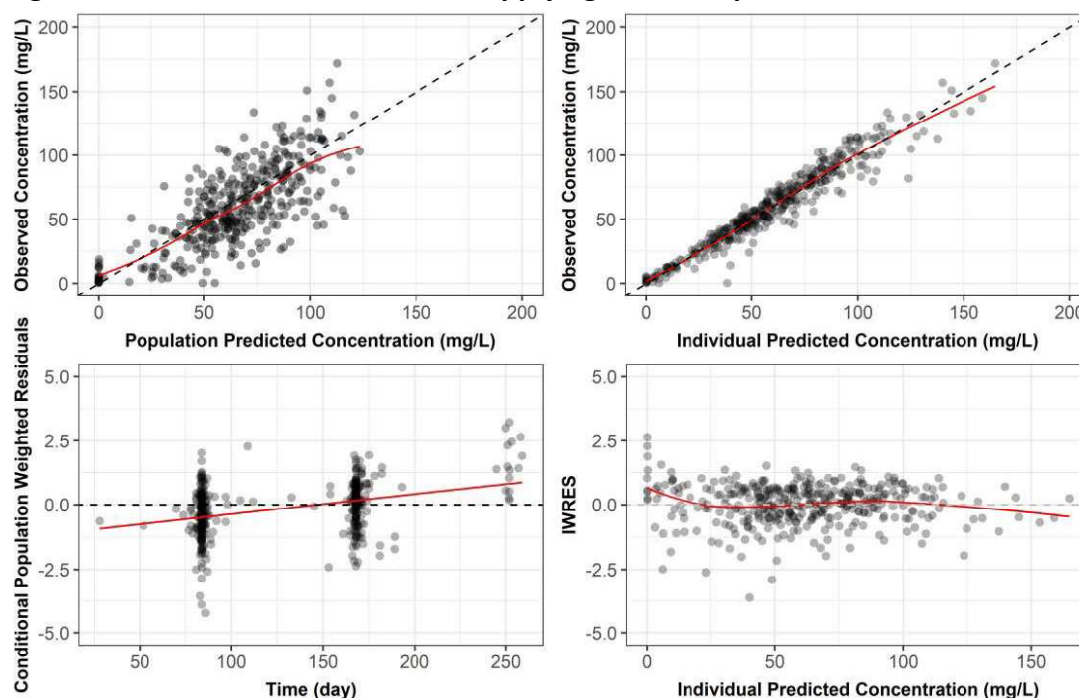 Observed Concentration (mg/L)
200
150
100
50
0
0 50 100 150 200
Population Predicted Concentration (mg/L)
Observed Concentration (mg/L)
200
150
100
50
0
0 50 100 150 200
Individual Predicted Concentration (mg/L)
Conditional Population Weighted Residuals
5.0
2.5
0.0
-2.5
-5.0
50 100 150 200 250
Time (day)
IWRES
5.0
2.5
0.0
-2.5
-5.0
0 50 100 150
Individual Predicted Concentration (mg/L)